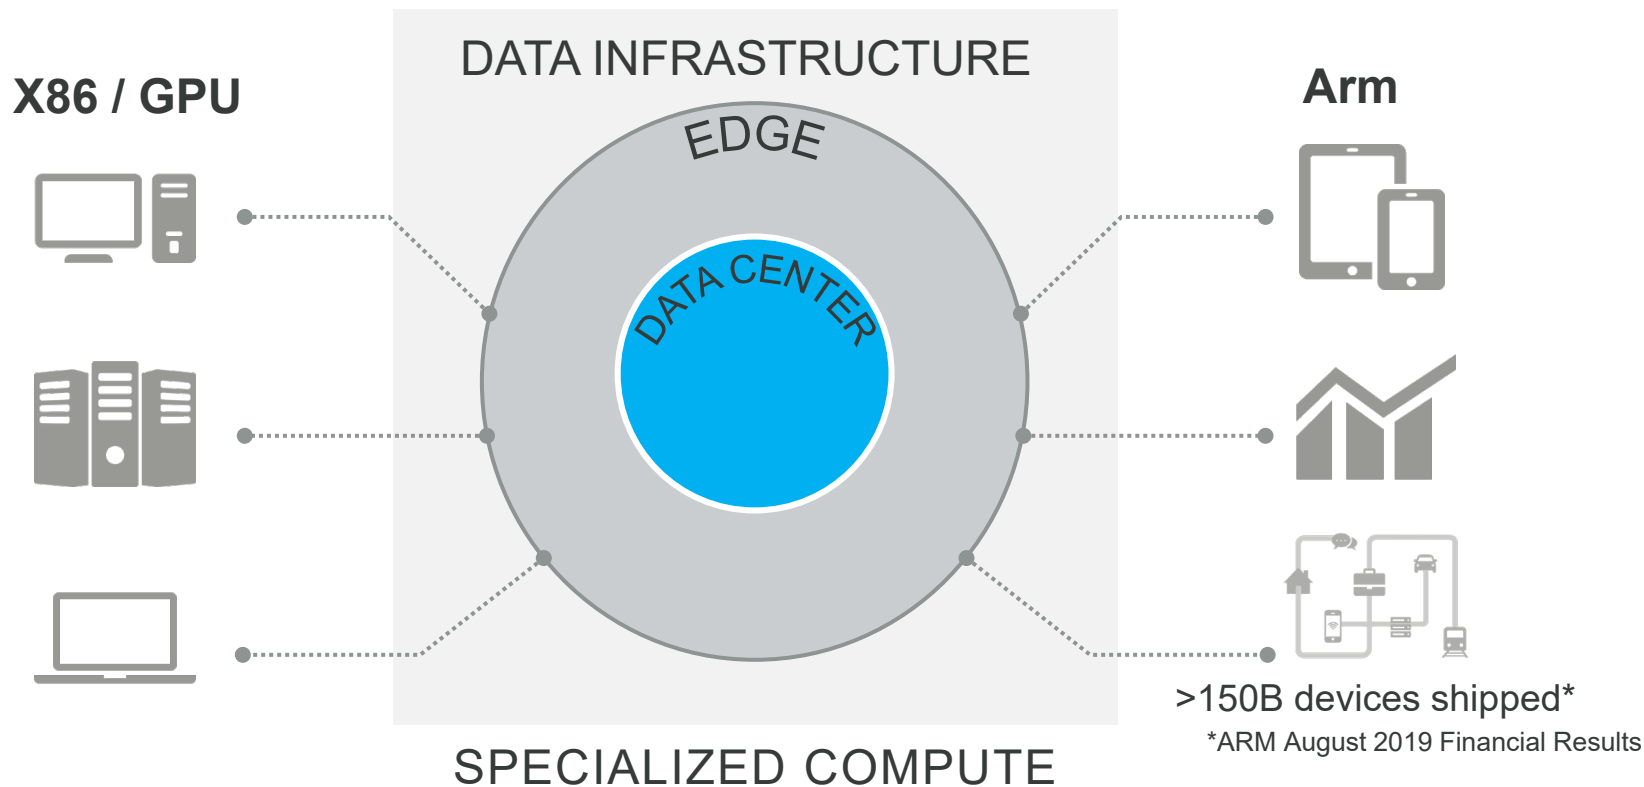 DATA INFRASTRUCTURE
X86 / GPU
Arm
EDGE
DATA CENTER
>150B devices shipped*
*ARM August 2019 Financial Results
SPECIALIZED COMPUTE